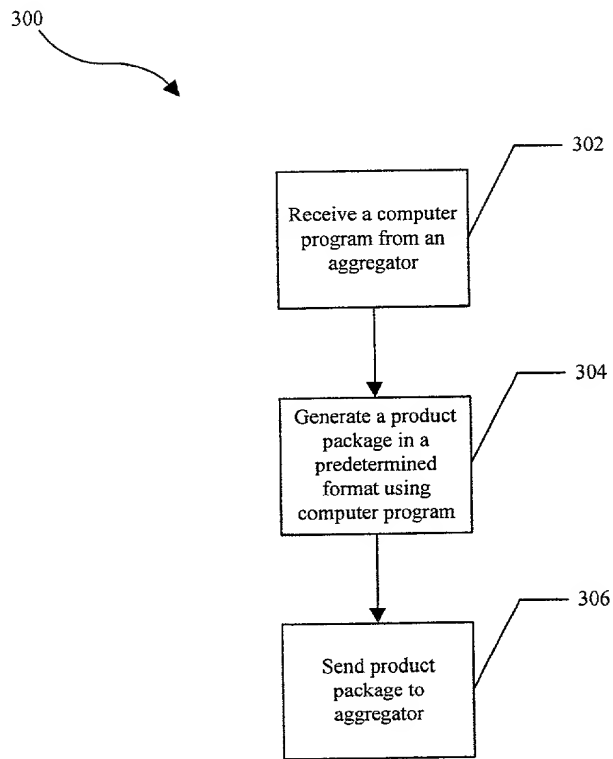 300
302
Receive a computer
program from an
aggregator
304
Generate a product
package in a
predetermined
format using
computer program
306
Send product
package to
aggregator